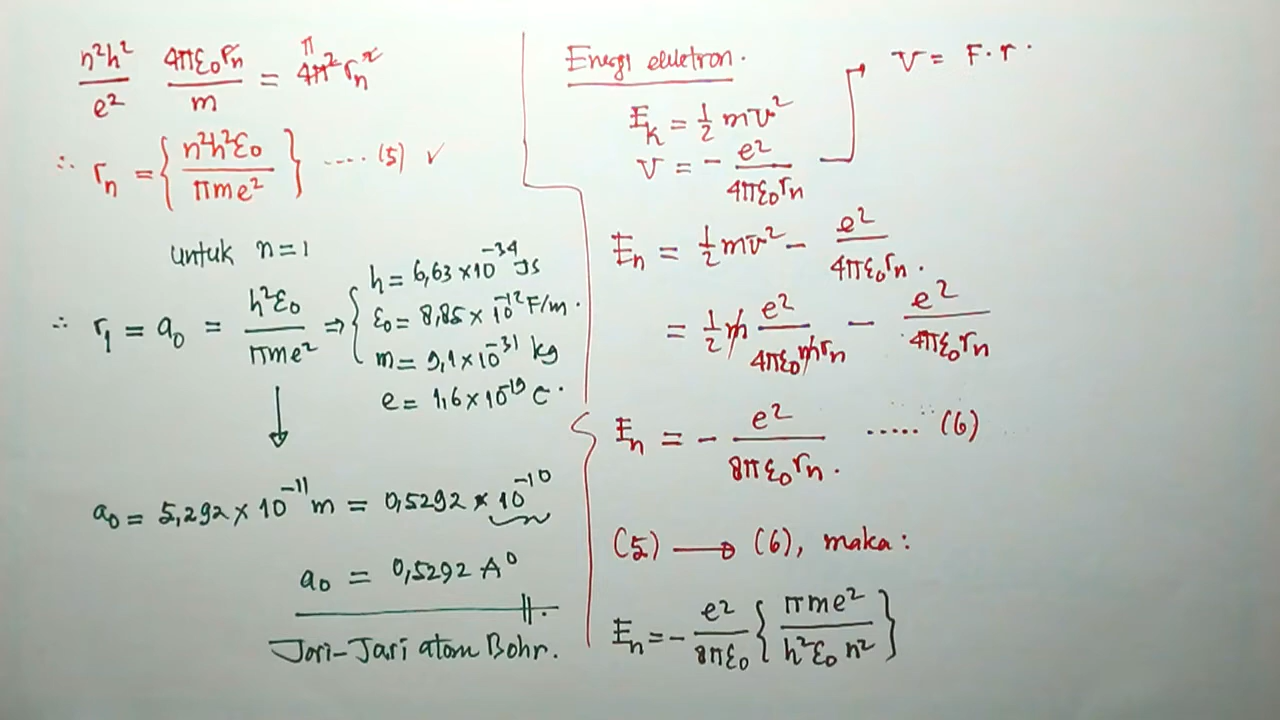 n²h²/e² 4πε₀rₙ/m = 4π²rₙ² π
∴ rₙ = { n²h²ε₀ / πme² } .... (5) ✓
untuk n = 1
∴ r₁ = a₀ = h²ε₀ / πme² ⇒ {
h = 6,63 × 10⁻³⁴ JS
ε₀ = 8,85 × 10⁻¹² F/m.
m = 9,1 × 10⁻³¹ kg
e = 1,6 × 10⁻¹⁹ C.
↓
a₀ = 5,292 × 10⁻¹¹ m = 0,5292 × 10⁻¹⁰
a₀ = 0,5292 A⁰
Jari-Jari atom Bohr.
Energi elektron.
V = F·r·
E_k = ½ mv²
V = - e² / 4πε₀rₙ
Eₙ = ½ mv² - e² / 4πε₀rₙ.
= ½ m e² / 4πε₀mrₙ - e² / 4πε₀rₙ
Eₙ = - e² / 8πε₀rₙ. ..... (6)
(5) → (6), maka :
Eₙ = - e² / 8πε₀ { πme² / h²ε₀n² }